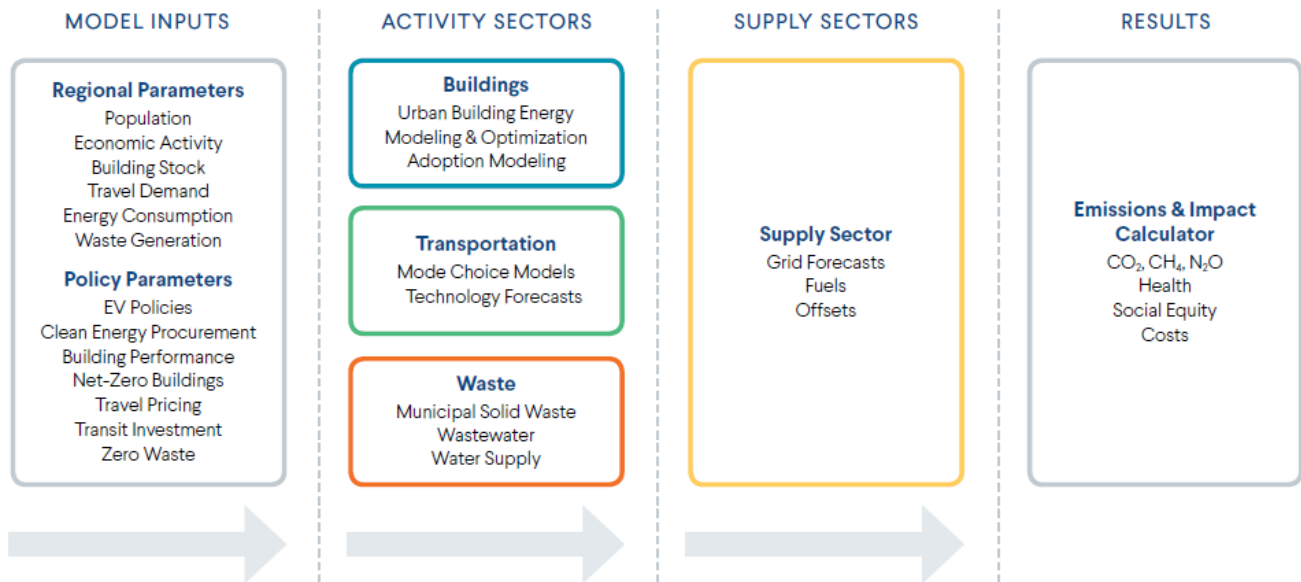 MODEL INPUTS
Regional Parameters
Population
Economic Activity
Building Stock
Travel Demand
Energy Consumption
Waste Generation
Policy Parameters
EV Policies
Clean Energy Procurement
Building Performance
Net-Zero Buildings
Travel Pricing
Transit Investment
Zero Waste
ACTIVITY SECTORS
Buildings
Urban Building Energy
Modeling & Optimization
Adoption Modeling
Transportation
Mode Choice Models
Technology Forecasts
Waste
Municipal Solid Waste
Wastewater
Water Supply
SUPPLY SECTORS
Supply Sector
Grid Forecasts
Fuels
Offsets
RESULTS
Emissions & Impact
Calculator
CO₂, CH₄, N₂O
Health
Social Equity
Costs